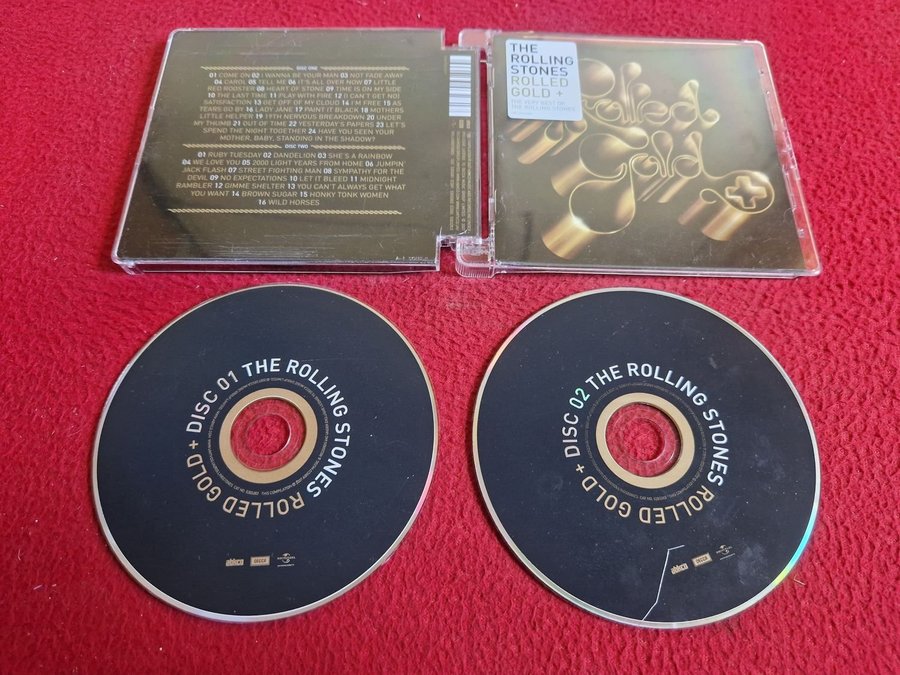 DISC ONE
01 COME ON 02 I WANNA BE YOUR MAN 03 NOT FADE AWAY
04 CAROL 05 TELL ME 06 IT'S ALL OVER NOW 07 LITTLE
RED ROOSTER 08 HEART OF STONE 09 TIME IS ON MY SIDE
10 THE LAST TIME 11 PLAY WITH FIRE 12 (I CAN'T GET NO)
SATISFACTION 13 GET OFF OF MY CLOUD 14 I'M FREE 15 AS
TEARS GO BY 16 LADY JANE 17 PAINT IT BLACK 18 MOTHERS
LITTLE HELPER 19 19TH NERVOUS BREAKDOWN 20 UNDER
MY THUMB 21 OUT OF TIME 22 YESTERDAY'S PAPERS 23 LET'S
SPEND THE NIGHT TOGETHER 24 HAVE YOU SEEN YOUR
MOTHER, BABY, STANDING IN THE SHADOW?
DISC TWO
01 RUBY TUESDAY 02 DANDELION 03 SHE'S A RAINBOW
04 WE LOVE YOU 05 2000 LIGHT YEARS FROM HOME 06 JUMPIN'
JACK FLASH 07 STREET FIGHTING MAN 08 SYMPATHY FOR THE
DEVIL 09 NO EXPECTATIONS 10 LET IT BLEED 11 MIDNIGHT
RAMBLER 12 GIMME SHELTER 13 YOU CAN'T ALWAYS GET WHAT
YOU WANT 14 BROWN SUGAR 15 HONKY TONK WOMEN
16 WILD HORSES
THE
ROLLING
STONES
ROLLED
GOLD +
THE VERY BEST OF
THE ROLLING STONES
Rolled
Gold
+
DISC 01 THE ROLLING STONES ROLLED GOLD +
abkco DECCA
DISC 02 THE ROLLING STONES ROLLED GOLD +
abkco DECCA